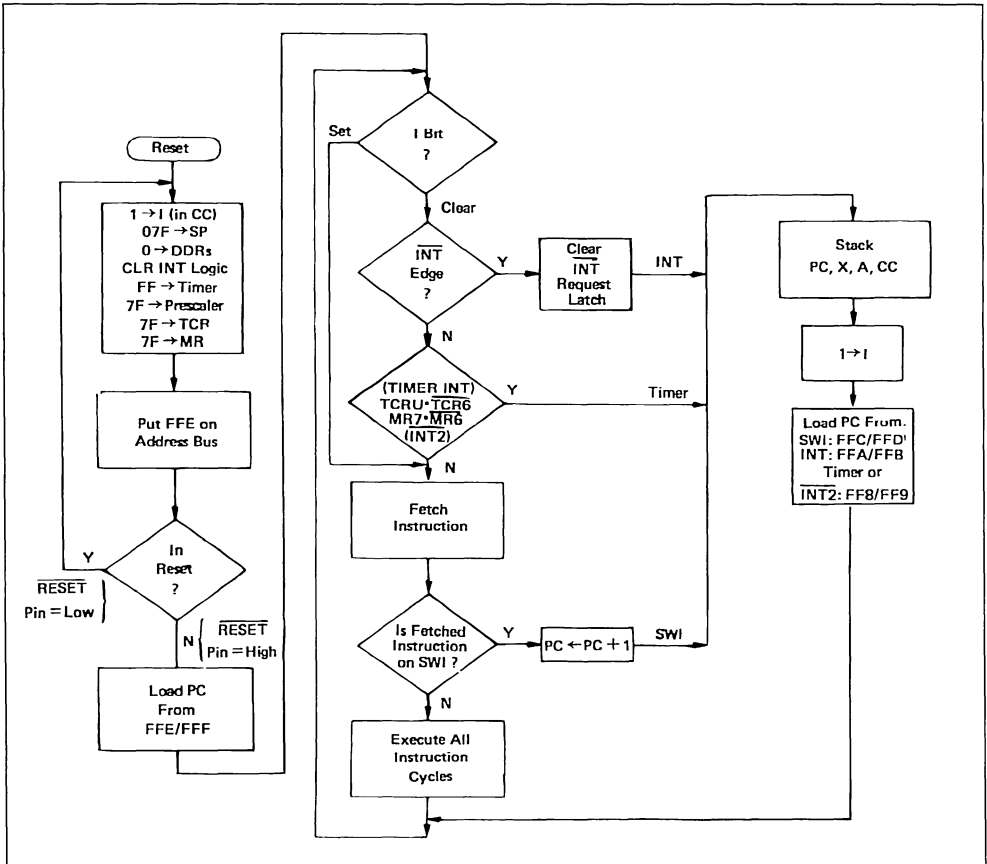 Reset
1→I (in CC)
07F→SP
0→DDRs
CLR INT Logic
FF→Timer
7F→Prescaler
7F→TCR
7F→MR
Put FFE on
Address Bus
In
Reset
?
Y
RESET
Pin = Low
N
RESET
Pin = High
Load PC
From
FFE/FFF
I Bit
?
Set
Clear
INT
Edge
?
Y
Clear
INT
Request
Latch
INT
N
(TIMER INT)
TCRU·TCR6
MR7·MR6
(INT2)
Y
Timer
N
Fetch
Instruction
Is Fetched
Instruction
on SWI ?
Y
PC←PC + 1
SWI
N
Execute All
Instruction
Cycles
Stack
PC, X, A, CC
1→I
Load PC From.
SWI: FFC/FFD'
INT: FFA/FFB
Timer or
INT2: FF8/FF9